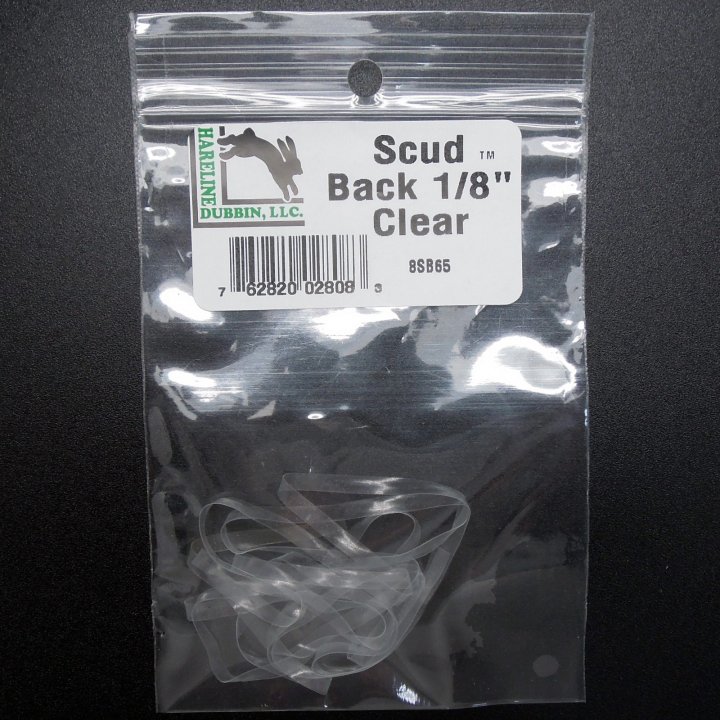 HARELINE
DUBBIN, LLC.
Scud ™
Back 1/8"
Clear
8SB65
7 62820 02808 3